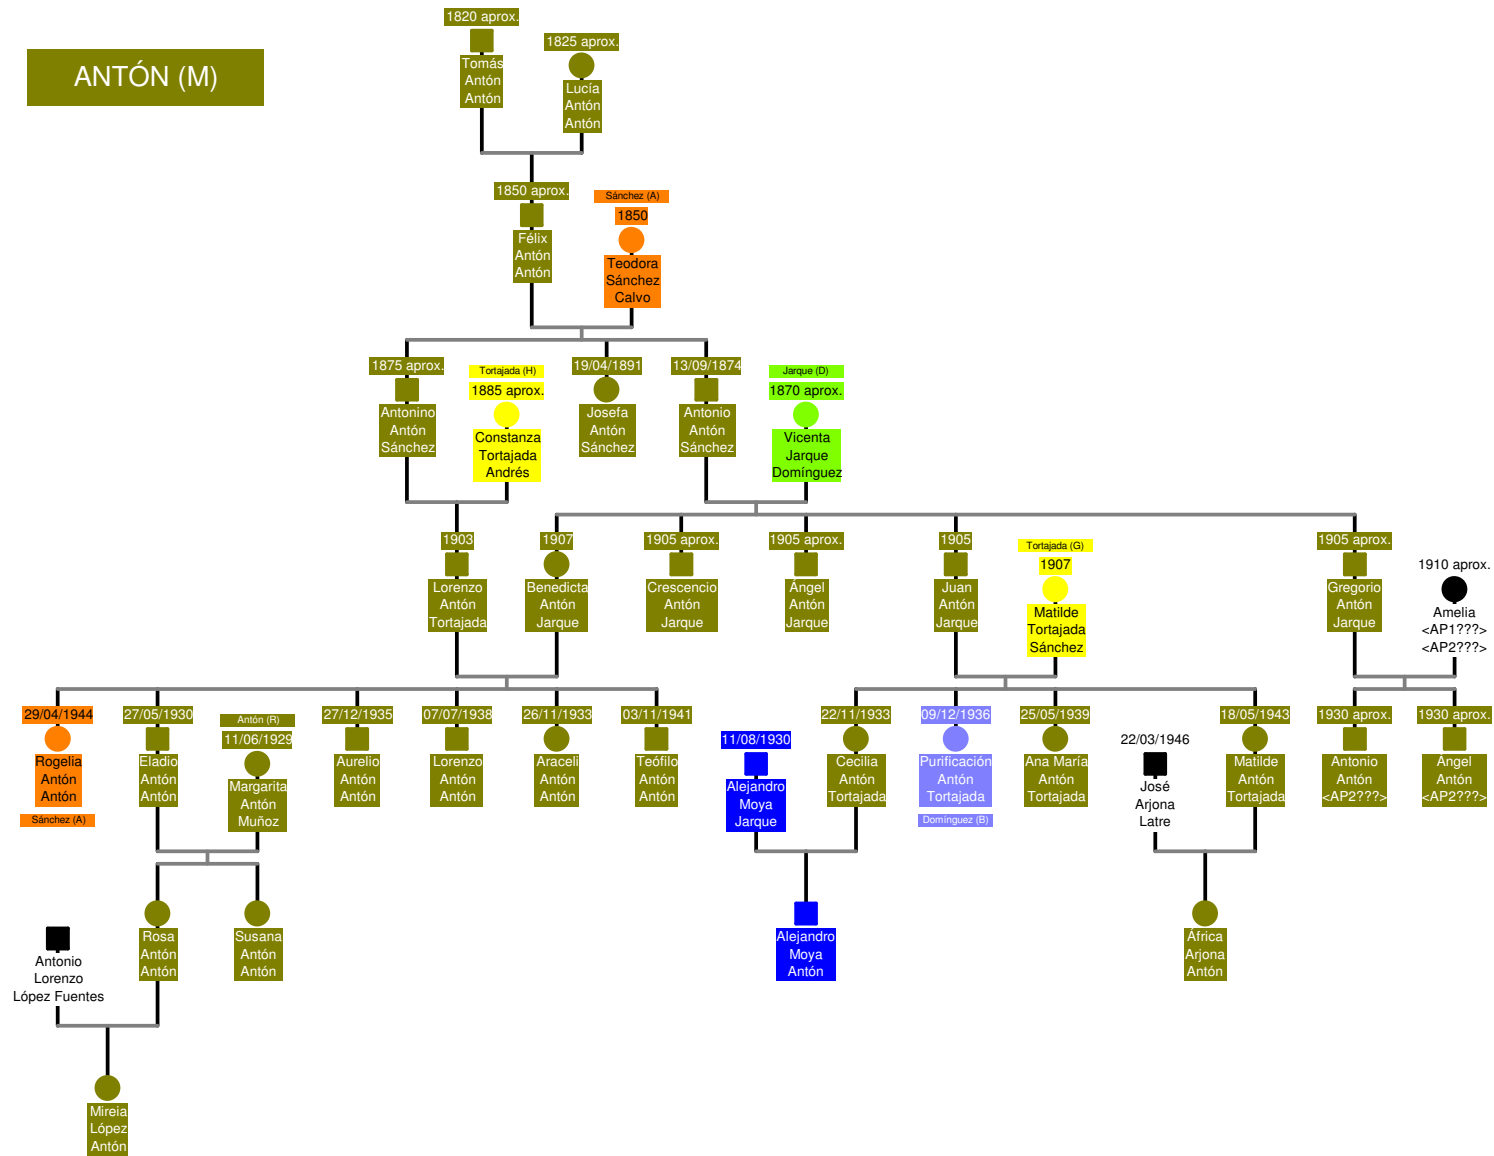 ANTÓN (M)
1820 aprox.
Tomás
Antón
Antón
1825 aprox.
Lucía
Antón
Antón
1850 aprox.
Félix
Antón
Antón
Sánchez (A)
1850
Teodora
Sánchez
Calvo
1875 aprox.
Antonino
Antón
Sánchez
Tortajada (H)
1885 aprox.
Constanza
Tortajada
Andrés
19/04/1891
Josefa
Antón
Sánchez
13/09/1874
Antonio
Antón
Sánchez
Jarque (D)
1870 aprox.
Vicenta
Jarque
Domínguez
1903
Lorenzo
Antón
Tortajada
1907
Benedicta
Antón
Jarque
1905 aprox.
Crescencio
Antón
Jarque
1905 aprox.
Ángel
Antón
Jarque
1905
Juan
Antón
Jarque
Tortajada (G)
1907
Matilde
Tortajada
Sánchez
1905 aprox.
Gregorio
Antón
Jarque
1910 aprox.
Amelia
<AP1???>
<AP2???>
29/04/1944
Rogelia
Antón
Antón
Sánchez (A)
27/05/1930
Eladio
Antón
Antón
Antón (R)
11/06/1929
Margarita
Antón
Muñoz
27/12/1935
Aurelio
Antón
Antón
07/07/1938
Lorenzo
Antón
Antón
26/11/1933
Araceli
Antón
Antón
03/11/1941
Teófilo
Antón
Antón
11/08/1930
Alejandro
Moya
Jarque
22/11/1933
Cecilia
Antón
Tortajada
09/12/1936
Purificación
Antón
Tortajada
Domínguez (B)
25/05/1939
Ana María
Antón
Tortajada
22/03/1946
José
Arjona
Latre
18/05/1943
Matilde
Antón
Tortajada
1930 aprox.
Antonio
Antón
<AP2???>
1930 aprox.
Ángel
Antón
<AP2???>
Antonio
Lorenzo
López Fuentes
Rosa
Antón
Antón
Susana
Antón
Antón
Alejandro
Moya
Antón
África
Arjona
Antón
Mireia
López
Antón